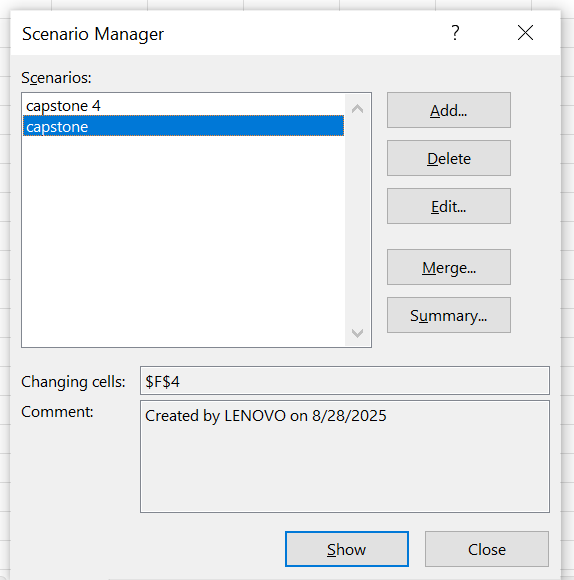 Scenario Manager
?
Scenarios:
capstone 4
capstone
Add...
Delete
Edit...
Merge...
Summary...
Changing cells:
$F$4
Comment:
Created by LENOVO on 8/28/2025
Show
Close